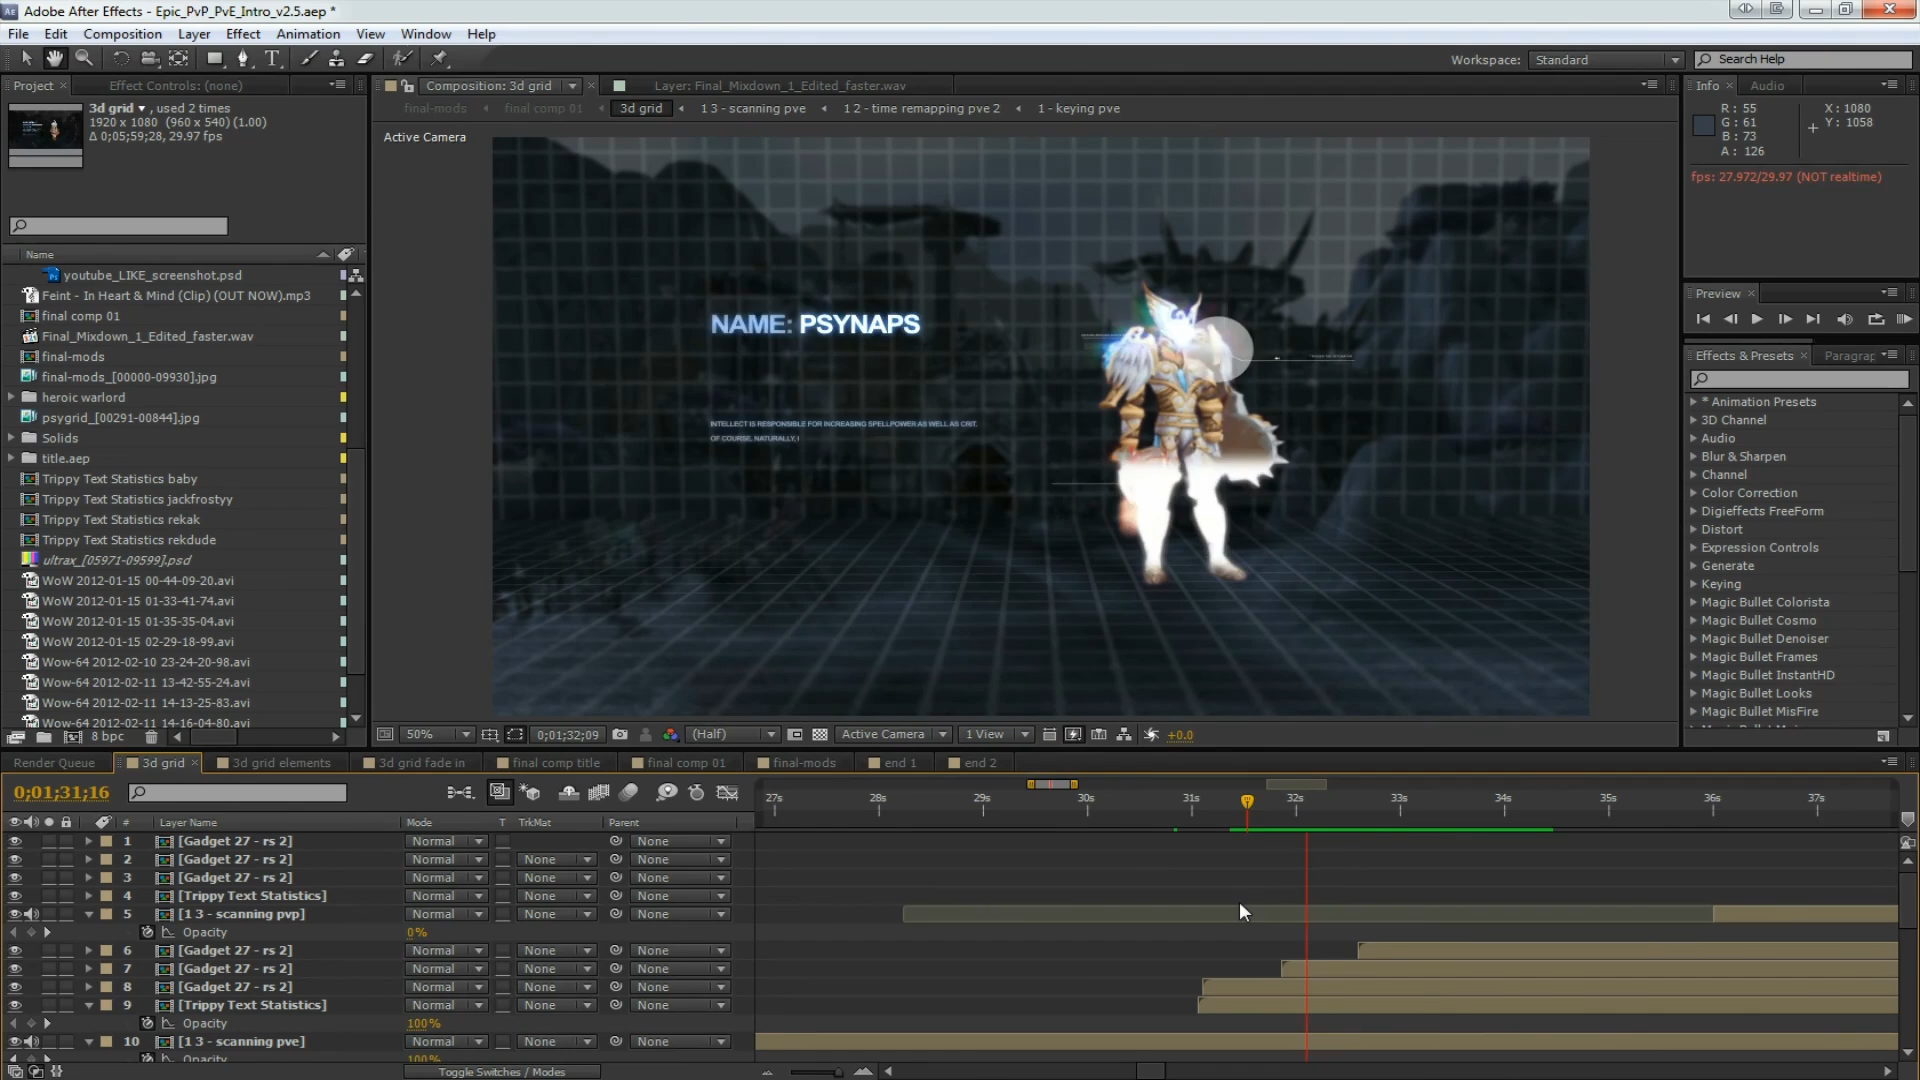 Adobe After Effects - Epic_PvP_PvE_Intro_v2.5.aep *
File Edit Composition Layer Effect Animation View Window Help
Workspace: Standard Search Help
Project Effect Controls: (none)
3d grid , used 2 times
1920 x 1080 (960 x 540) (1.00)
Δ 0;05;59;28, 29.97 fps
Name
youtube_LIKE_screenshot.psd
Feint - In Heart & Mind (Clip) (OUT NOW).mp3
final comp 01
Final_Mixdown_1_Edited_faster.wav
final-mods
final-mods_[00000-09930].jpg
heroic warlord
psygrid_[00291-00844].jpg
Solids
title.aep
Trippy Text Statistics baby
Trippy Text Statistics jackfrostyy
Trippy Text Statistics rekak
Trippy Text Statistics rekdude
ultrax_[05971-09599].psd
WoW 2012-01-15 00-44-09-20.avi
WoW 2012-01-15 01-33-41-74.avi
WoW 2012-01-15 01-35-35-04.avi
WoW 2012-01-15 02-29-18-99.avi
Wow-64 2012-02-10 23-24-20-98.avi
Wow-64 2012-02-11 13-42-55-24.avi
Wow-64 2012-02-11 14-13-25-83.avi
Wow-64 2012-02-11 14-16-04-80.avi
8 bpc
Composition: 3d grid Layer: Final_Mixdown_1_Edited_faster.wav
final-mods final comp 01 3d grid 1 3 - scanning pve 1 2 - time remapping pve 2 1 - keying pve
Active Camera
NAME: PSYNAPS
INTELLECT IS RESPONSIBLE FOR INCREASING SPELLPOWER AS WELL AS CRIT.
OF COURSE, NATURALLY, I
50% 0;01;32;09 (Half) Active Camera 1 View +0.0
Info Audio
R: 55 X: 1080
G: 61 Y: 1058
B: 73
A: 126
fps: 27.972/29.97 (NOT realtime)
Preview
Effects & Presets Paragrap
* Animation Presets
3D Channel
Audio
Blur & Sharpen
Channel
Color Correction
Digieffects FreeForm
Distort
Expression Controls
Generate
Keying
Magic Bullet Colorista
Magic Bullet Cosmo
Magic Bullet Denoiser
Magic Bullet Frames
Magic Bullet InstantHD
Magic Bullet Looks
Magic Bullet MisFire
Render Queue 3d grid 3d grid elements 3d grid fade in final comp title final comp 01 final-mods end 1 end 2
0;01;31;16
27s 28s 29s 30s 31s 32s 33s 34s 35s 36s 37s
# Layer Name Mode T TrkMat Parent
1 [Gadget 27 - rs 2] Normal None
2 [Gadget 27 - rs 2] Normal None None
3 [Gadget 27 - rs 2] Normal None None
4 [Trippy Text Statistics] Normal None None
5 [1 3 - scanning pvp] Normal None None
Opacity 0%
6 [Gadget 27 - rs 2] Normal None None
7 [Gadget 27 - rs 2] Normal None None
8 [Gadget 27 - rs 2] Normal None None
9 [Trippy Text Statistics] Normal None None
Opacity 100%
10 [1 3 - scanning pve] Normal None None
Opacity 100%
Toggle Switches / Modes